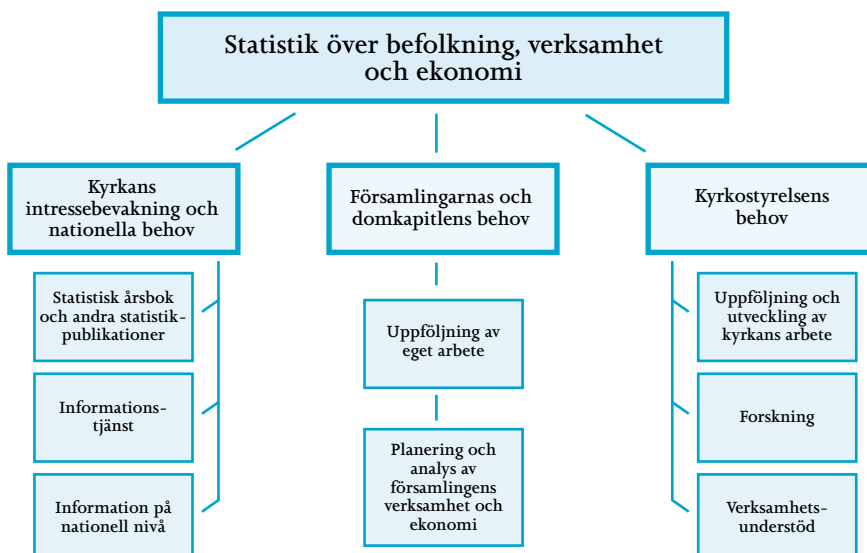 Statistik över befolkning, verksamhet
och ekonomi
Kyrkans
intressebevakning och
nationella behov
Statistisk årsbok
och andra statistik-
publikationer
Informations-
tjänst
Information på
nationell nivå
Församlingarnas och
domkapitlens behov
Uppföljning av
eget arbete
Planering och
analys av
församlingens
verksamhet och
ekonomi
Kyrkostyrelsens
behov
Uppföljning och
utveckling av
kyrkans arbete
Forskning
Verksamhets-
understöd